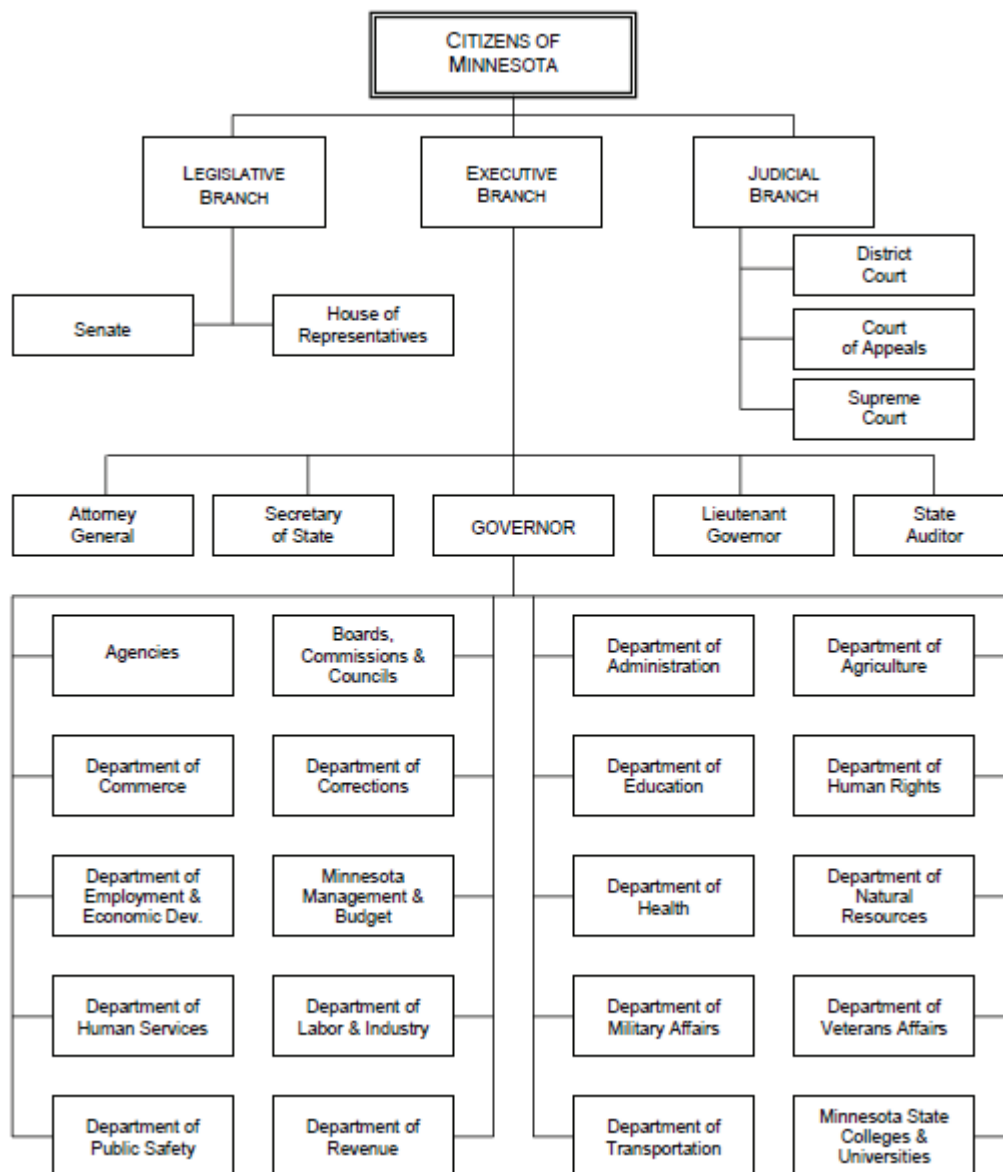 CITIZENS OF
MINNESOTA
LEGISLATIVE
BRANCH
EXECUTIVE
BRANCH
JUDICIAL
BRANCH
District
Court
Senate
House of
Representatives
Court
of Appeals
Supreme
Court
Attorney
General
Secretary
of State
GOVERNOR
Lieutenant
Governor
State
Auditor
Agencies
Boards,
Commissions &
Councils
Department of
Administration
Department of
Agriculture
Department of
Commerce
Department of
Corrections
Department of
Education
Department of
Human Rights
Department of
Employment &
Economic Dev.
Minnesota
Management &
Budget
Department of
Health
Department of
Natural
Resources
Department of
Human Services
Department of
Labor & Industry
Department of
Military Affairs
Department of
Veterans Affairs
Department of
Public Safety
Department of
Revenue
Department of
Transportation
Minnesota State
Colleges &
Universities